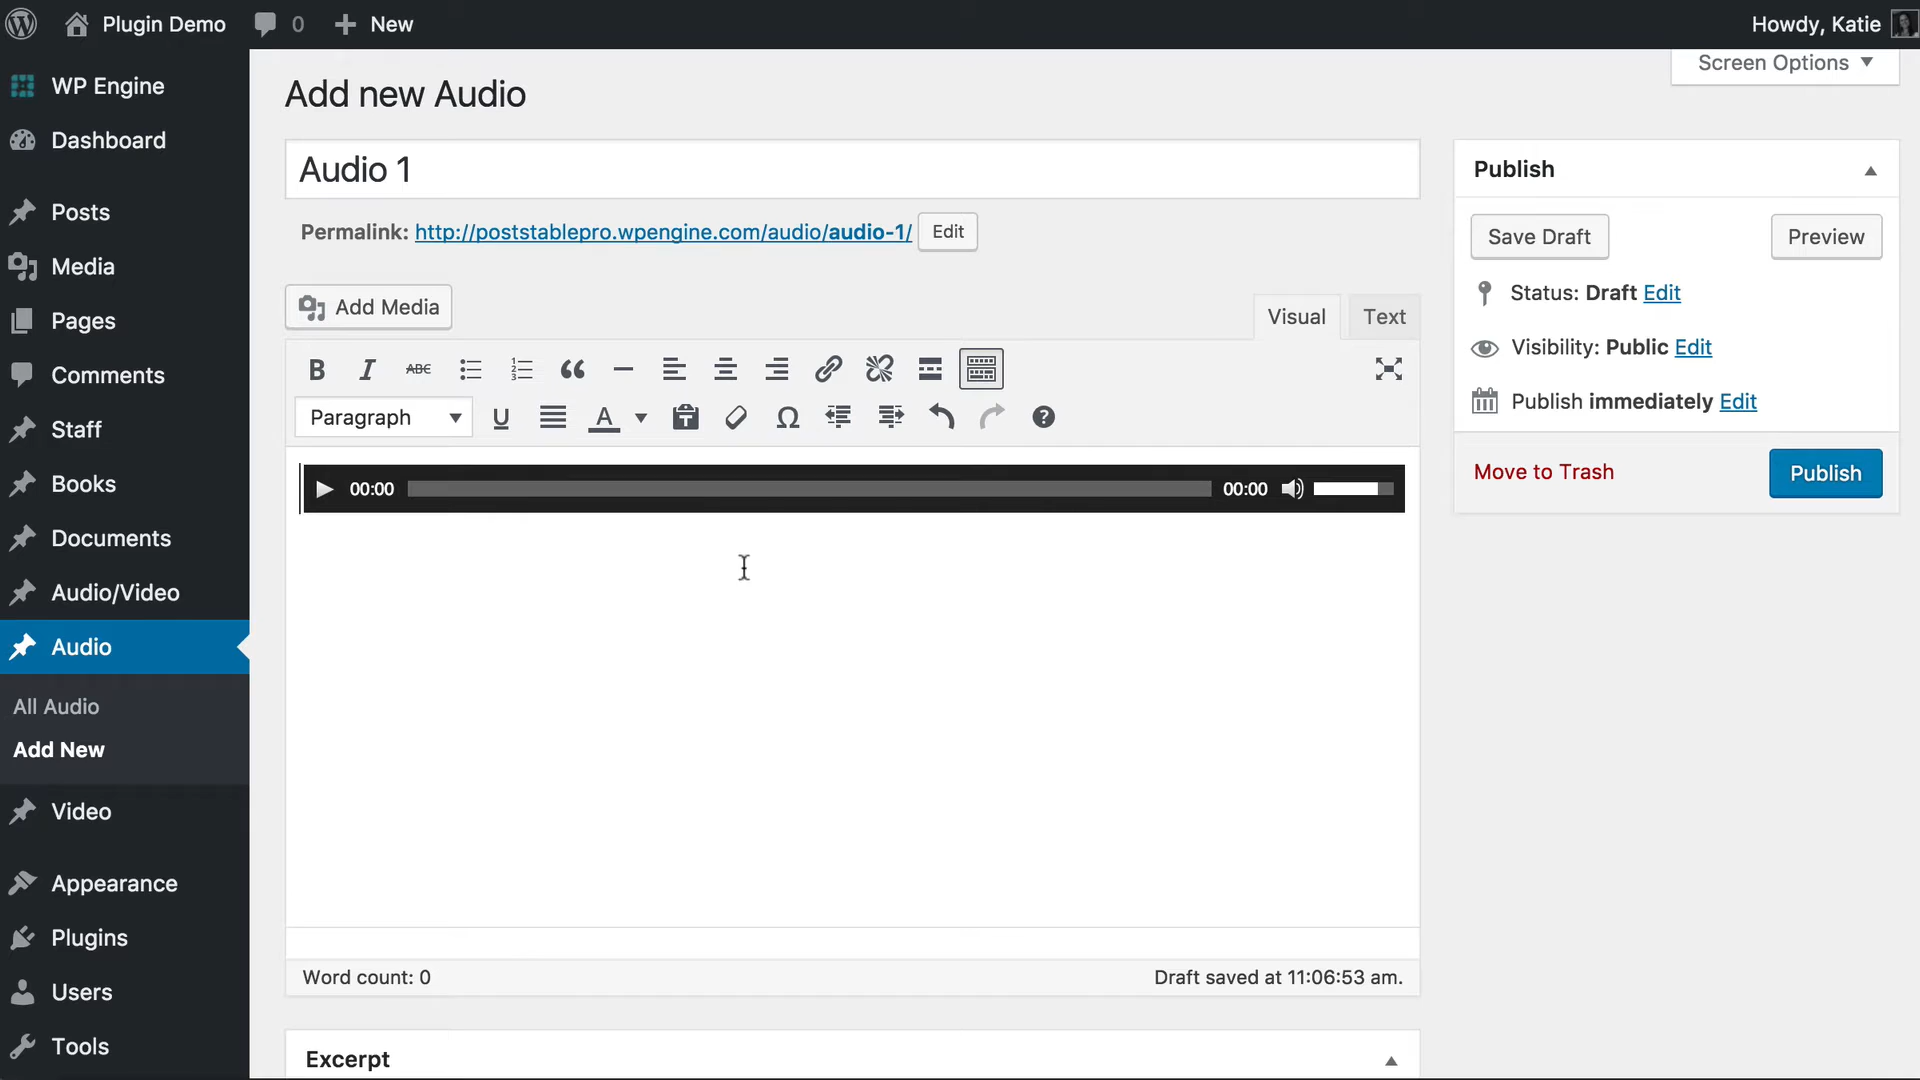 Plugin Demo 0 New Howdy, Katie
WP Engine
Dashboard
Posts
Media
Pages
Comments
Staff
Books
Documents
Audio/Video
Audio
All Audio
Add New
Video
Appearance
Plugins
Users
Tools
Screen Options
Add new Audio
Audio 1
Permalink: http://poststablepro.wpengine.com/audio/audio-1/ Edit
Add Media
Visual Text
B I ABC
Paragraph U A T Ω ?
00:00 00:00
Word count: 0 Draft saved at 11:06:53 am.
Excerpt
Publish
Save Draft Preview
Status: Draft Edit
Visibility: Public Edit
Publish immediately Edit
Move to Trash Publish